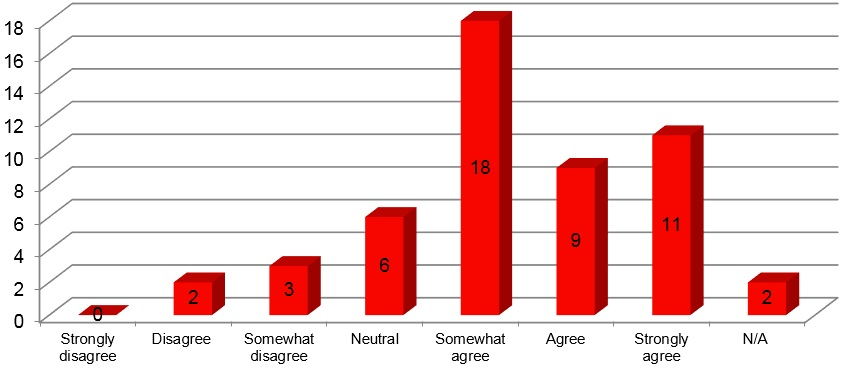 18
16
14
12
10
8
6
4
2
0
0
2
3
6
18
9
11
2
Strongly disagree
Disagree
Somewhat disagree
Neutral
Somewhat agree
Agree
Strongly agree
N/A